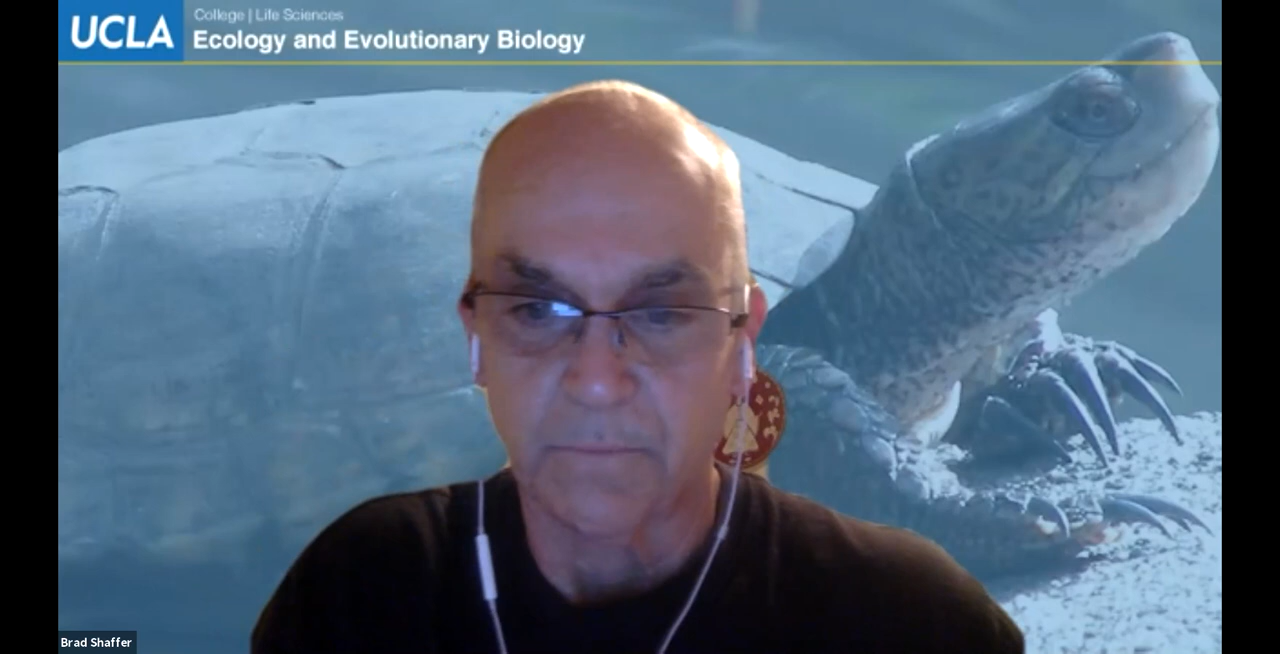 UCLA
College | Life Sciences
Ecology and Evolutionary Biology
Brad Shaffer